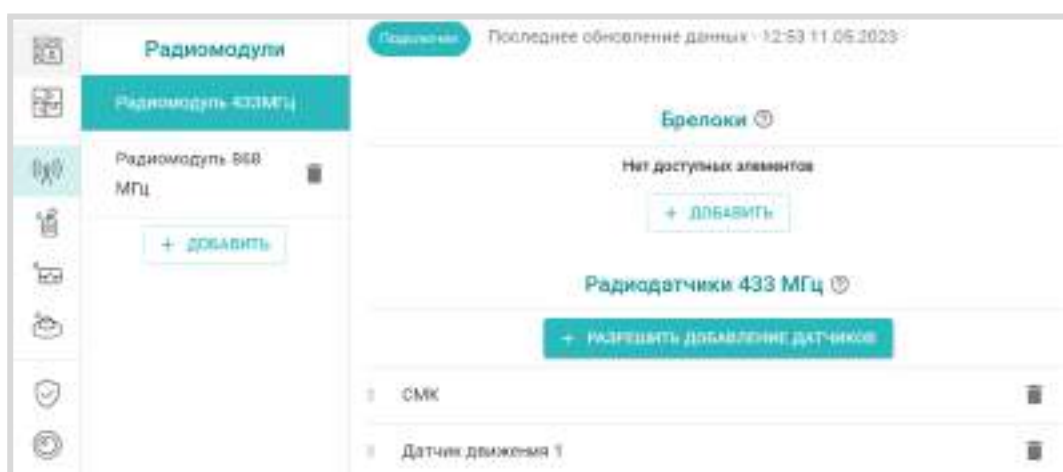 Радиомодули
Радиомодуль 433МГц
Радиомодуль 868
МГц
+ ДОБАВИТЬ
Подключен
Последнее обновление данных - 12:53 11.05.2023
Брелоки
Нет доступных элементов
+ ДОБАВИТЬ
Радиодатчики 433 МГц
+ РАЗРЕШИТЬ ДОБАВЛЕНИЕ ДАТЧИКОВ
СМК
Датчик движения 1